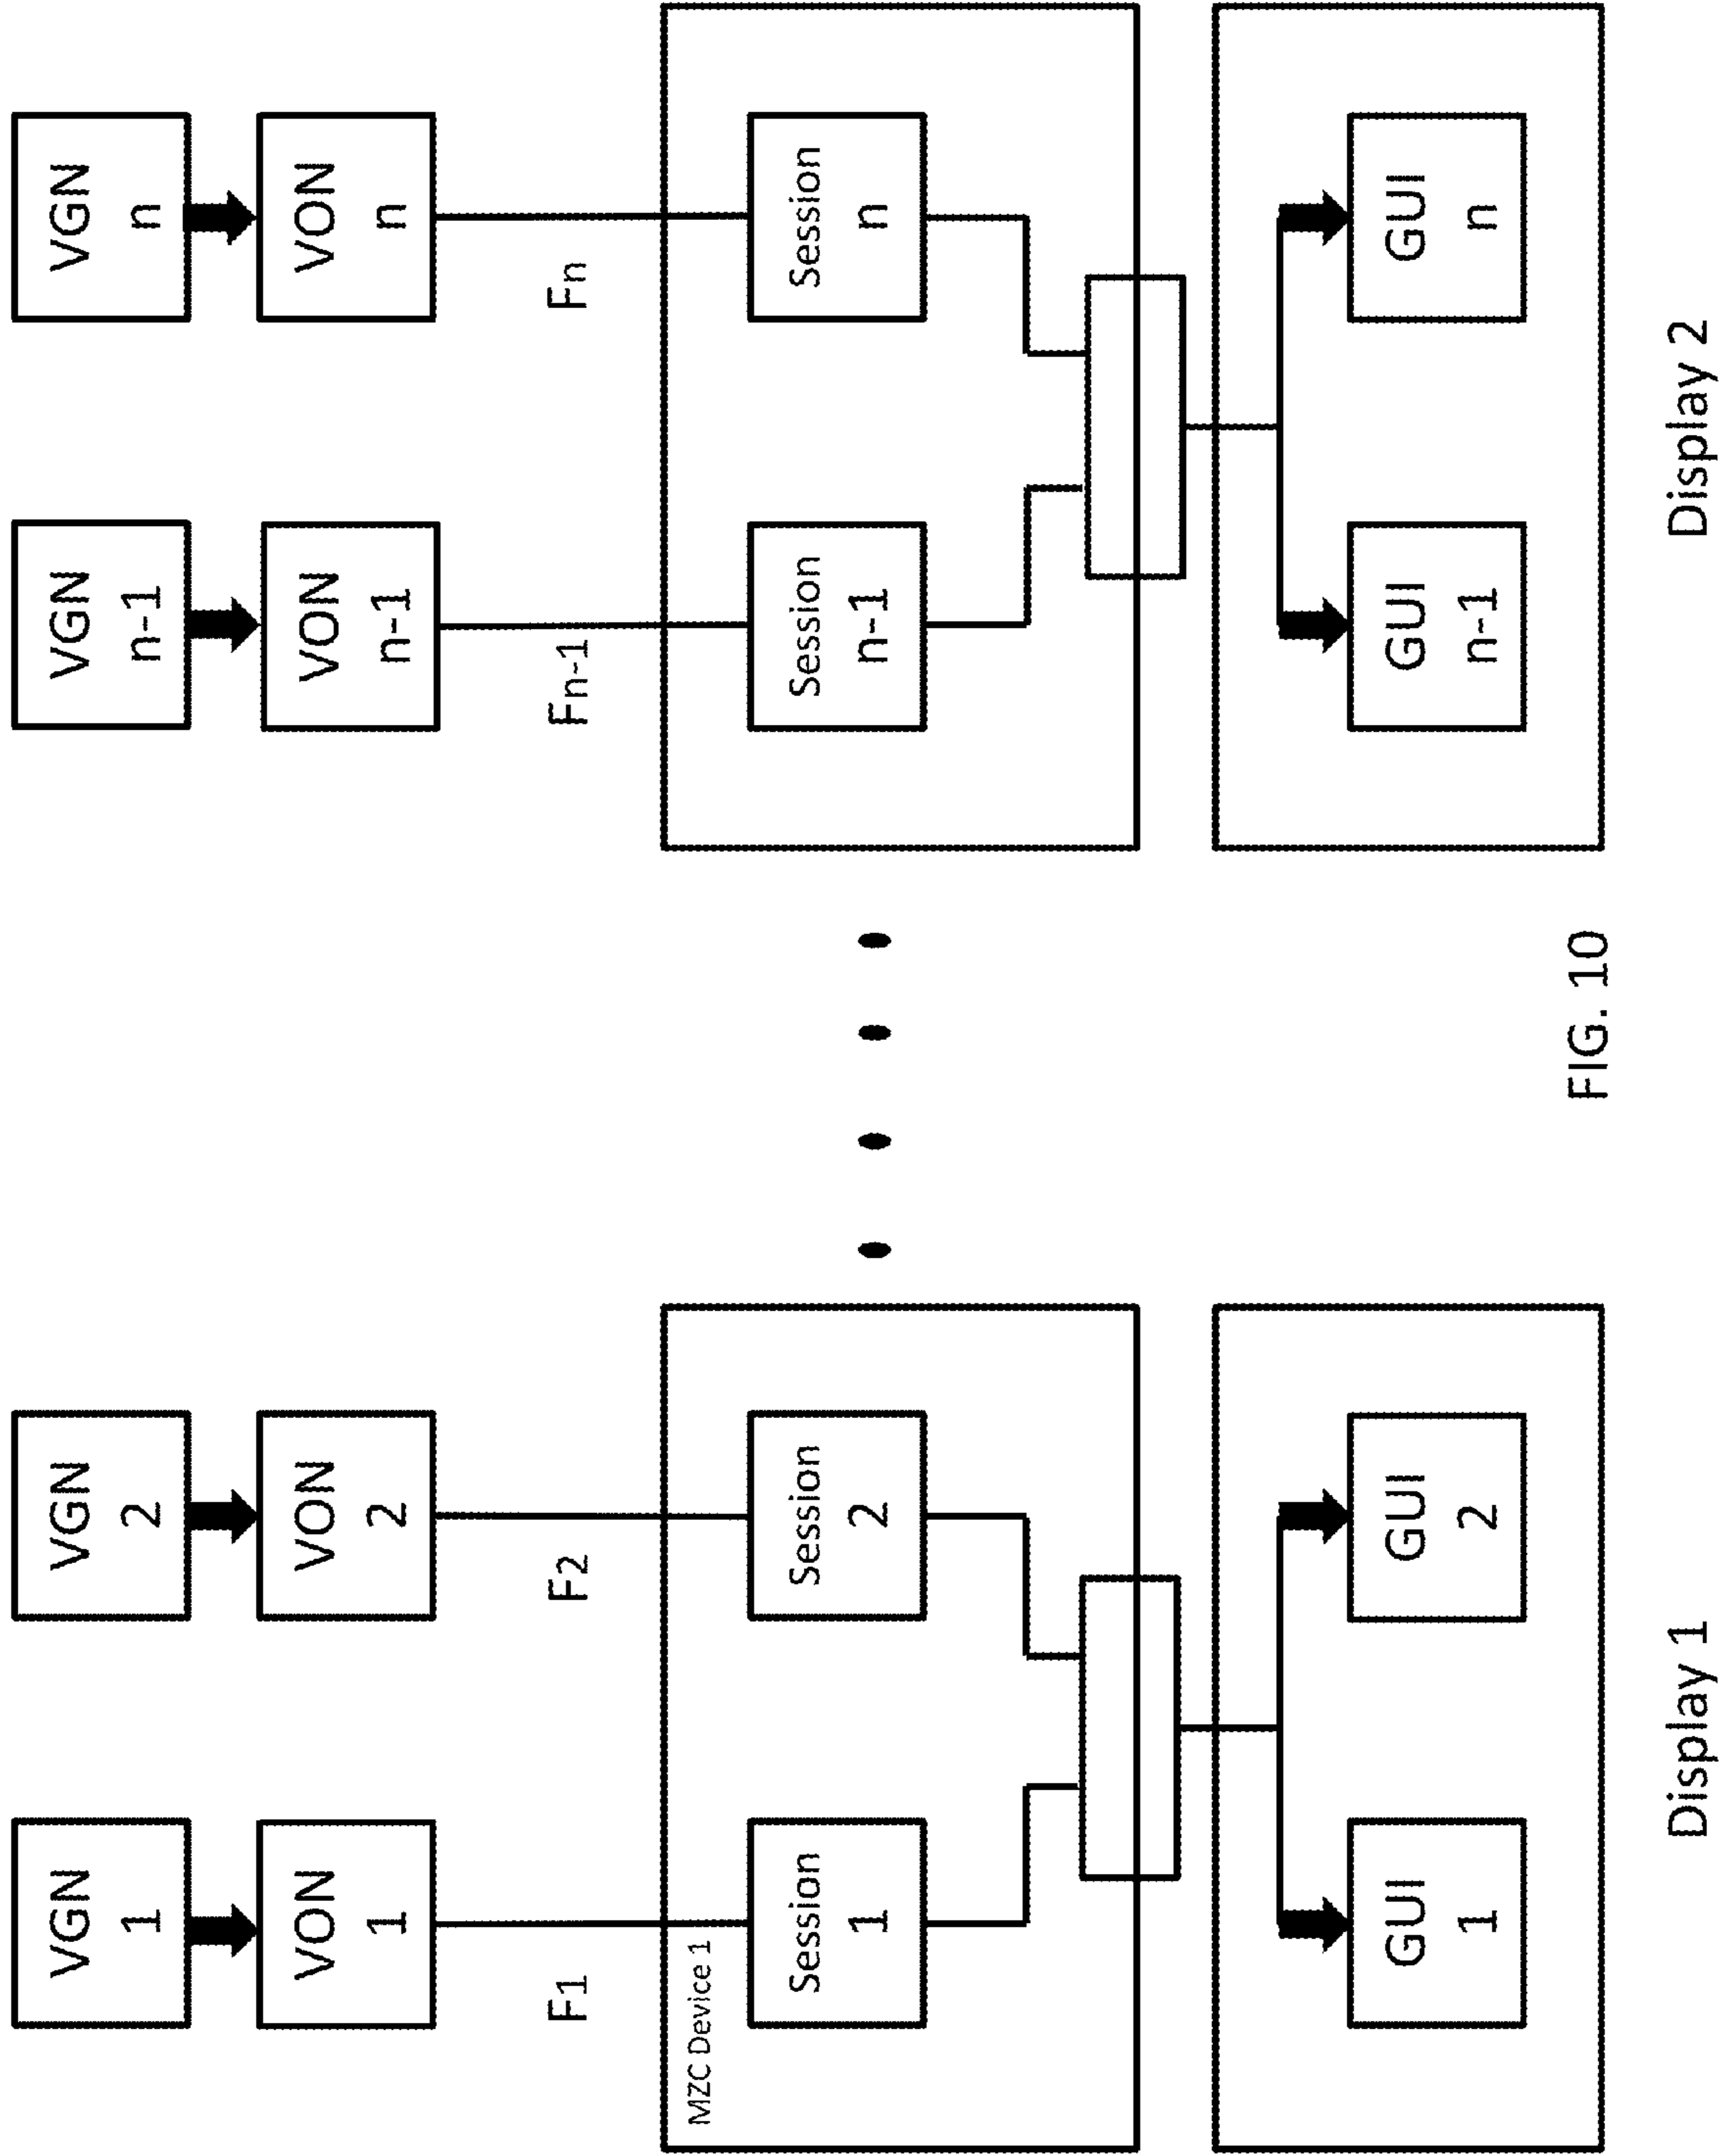 VGN
1
VGN
2
VGN
n-1
VGN
n
VON
1
VON
2
VON
n-1
VON
n
F1
F2
Fn-1
Fn
MZC Device 1
Session
1
Session
2
Session
n-1
Session
n
GUI
1
GUI
2
GUI
n-1
GUI
n
Display 1
FIG. 10
Display 2